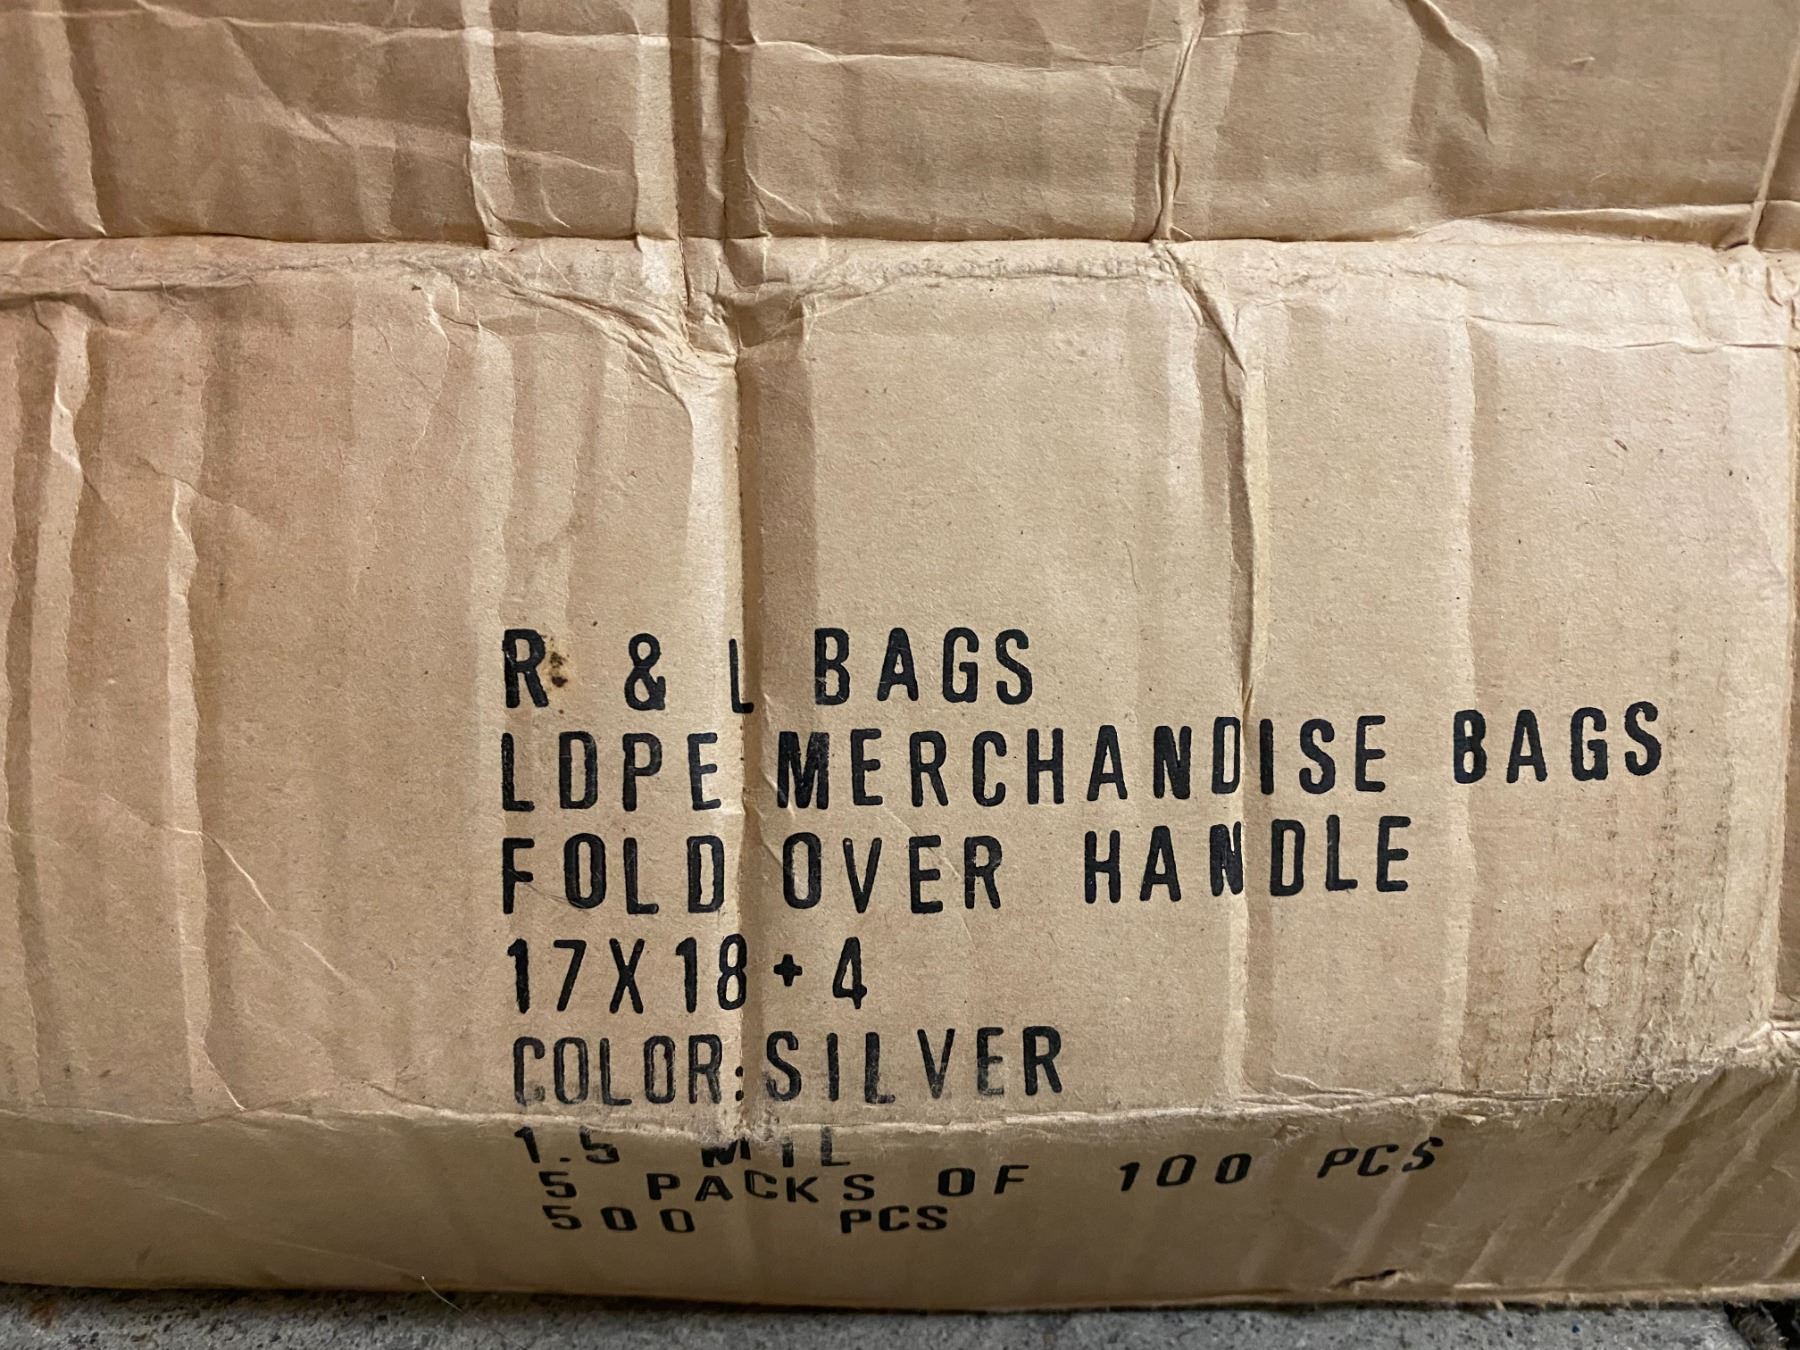 R & L BAGS
LDPE MERCHANDISE BAGS
FOLD OVER HANDLE
17X18+4
COLOR:SILVER
1.5 MIL
5 PACKS OF 100 PCS
500 PCS